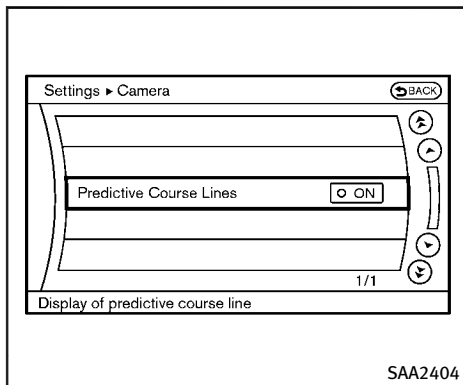 Settings ▸ Camera
BACK
Predictive Course Lines
ON
1/1
Display of predictive course line
SAA2404